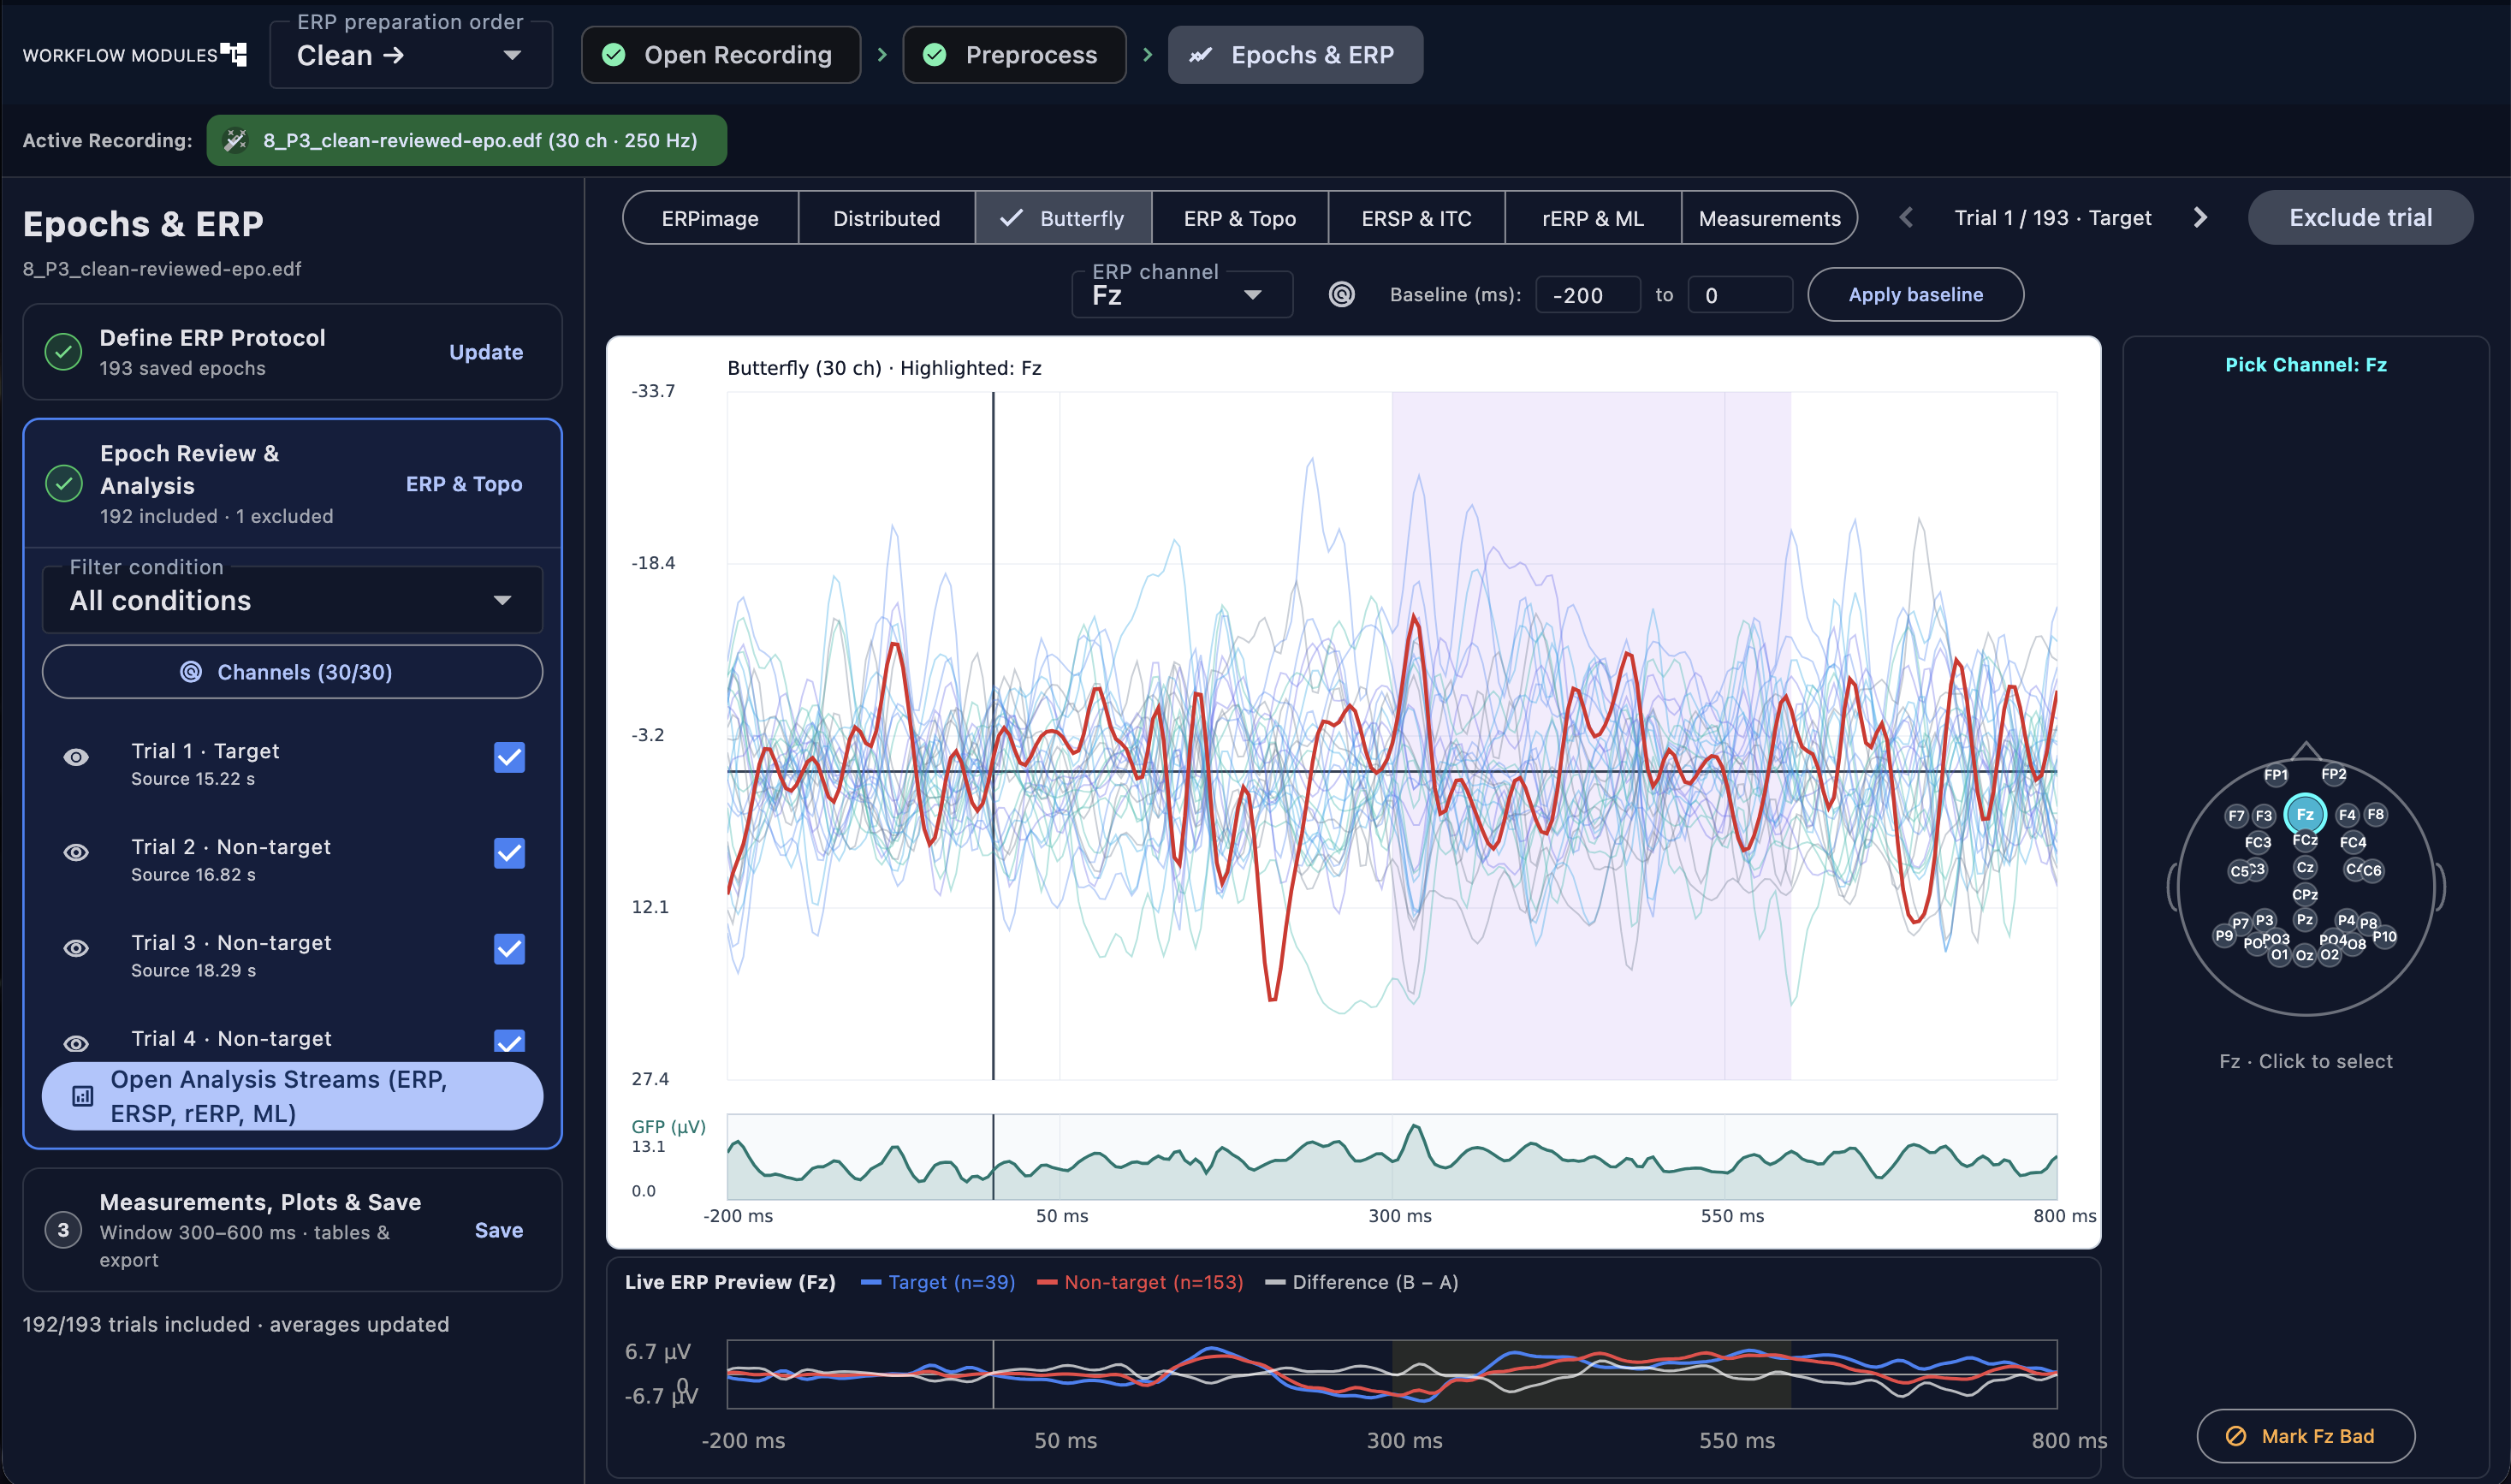 WORKFLOW MODULES
ERP preparation order
Clean →
Open Recording
Preprocess
Epochs & ERP
Active Recording:
8_P3_clean-reviewed-epo.edf (30 ch · 250 Hz)
Epochs & ERP
8_P3_clean-reviewed-epo.edf
Define ERP Protocol
193 saved epochs
Update
Epoch Review &
Analysis
192 included · 1 excluded
ERP & Topo
Filter condition
All conditions
Channels (30/30)
Trial 1 · Target
Source 15.22 s
Trial 2 · Non-target
Source 16.82 s
Trial 3 · Non-target
Source 18.29 s
Trial 4 · Non-target
Open Analysis Streams (ERP,
ERSP, rERP, ML)
3
Measurements, Plots & Save
Window 300–600 ms · tables &
export
Save
192/193 trials included · averages updated
ERPimage
Distributed
Butterfly
ERP & Topo
ERSP & ITC
rERP & ML
Measurements
Trial 1 / 193 · Target
Exclude trial
ERP channel
Fz
Baseline (ms):
-200
to
0
Apply baseline
Butterfly (30 ch) · Highlighted: Fz
-33.7
-18.4
-3.2
12.1
27.4
GFP (µV)
13.1
0.0
-200 ms
50 ms
300 ms
550 ms
800 ms
Live ERP Preview (Fz)
Target (n=39)
Non-target (n=153)
Difference (B – A)
6.7 µV
0
-6.7 µV
-200 ms
50 ms
300 ms
550 ms
800 ms
Pick Channel: Fz
FP1
FP2
F7
F3
Fz
F4
F8
FC3
FCz
FC4
C5
Cz
C6
CPz
P7
P3
Pz
P4
P8
P9
PO3
PO4
P10
O1
Oz
O2
Fz · Click to select
Mark Fz Bad